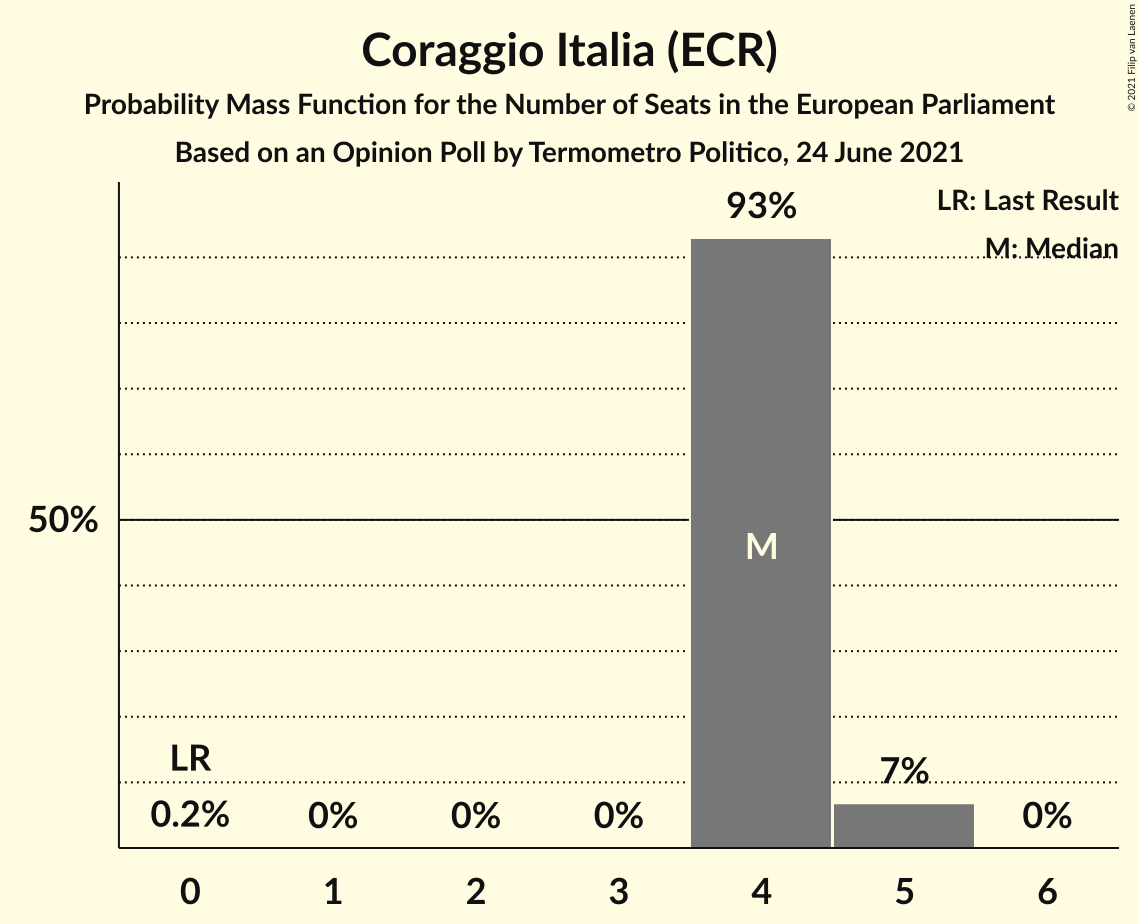 Coraggio Italia (ECR)
Probability Mass Function for the Number of Seats in the European Parliament
Based on an Opinion Poll by Termometro Politico, 24 June 2021
© 2021 Filip van Laenen
LR: Last Result
M: Median
93%
50%
M
LR
7%
0.2% 0% 0% 0% 0%
0 1 2 3 4 5 6